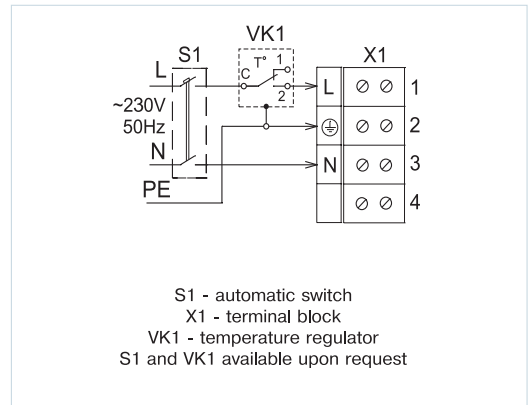 VK1
S1
X1
T° 1
C
2
L
~230V
50Hz
N
PE
L 1
2
N 3
4
S1 - automatic switch
X1 - terminal block
VK1 - temperature regulator
S1 and VK1 available upon request